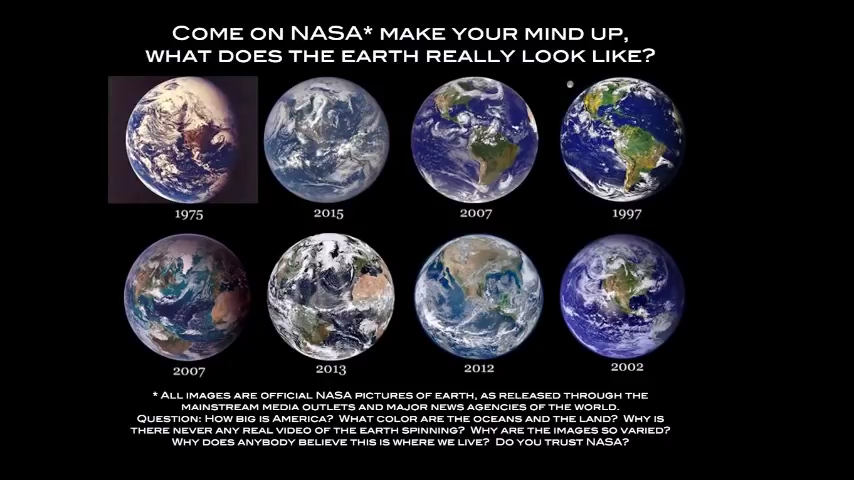 Come on NASA* make your mind up,
what does the earth really look like?
1975
2015
2007
1997
2007
2013
2012
2002
* All images are official NASA pictures of earth, as released through the
mainstream media outlets and major news agencies of the world.
Question: How big is America? What color are the oceans and the land? Why is
there never any real video of the earth spinning? Why are the images so varied?
Why does anybody believe this is where we live? Do you trust NASA?